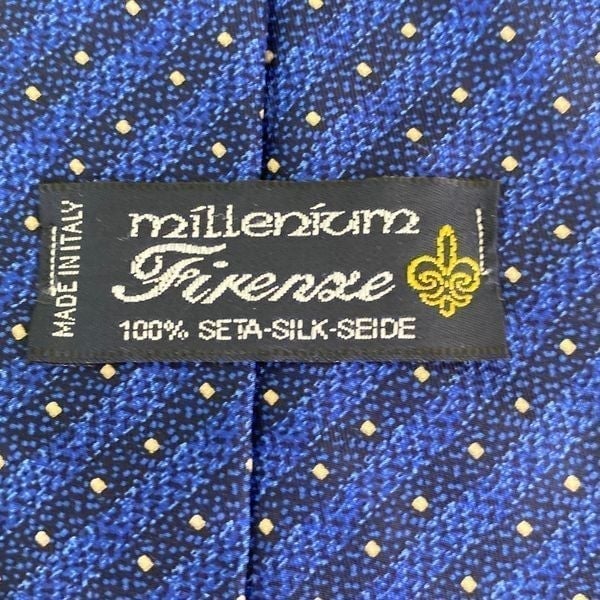 MADE IN ITALY
millenium
Firenze
100% SETA-SILK-SEIDE